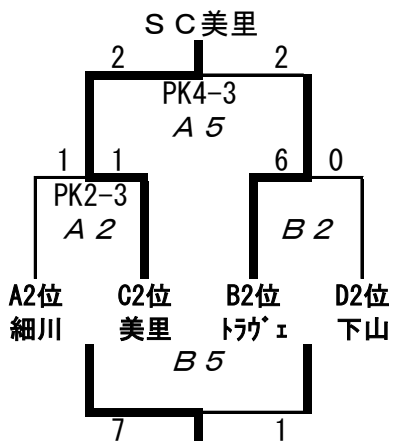 ＳＣ美里
2 2
PK4-3
Ａ５
1 1 6 0
PK2-3
Ａ２ Ｂ２
A2位 C2位 B2位 D2位
細川 美里 ﾄﾗｳﾞｪ 下山
Ｂ５
7 1